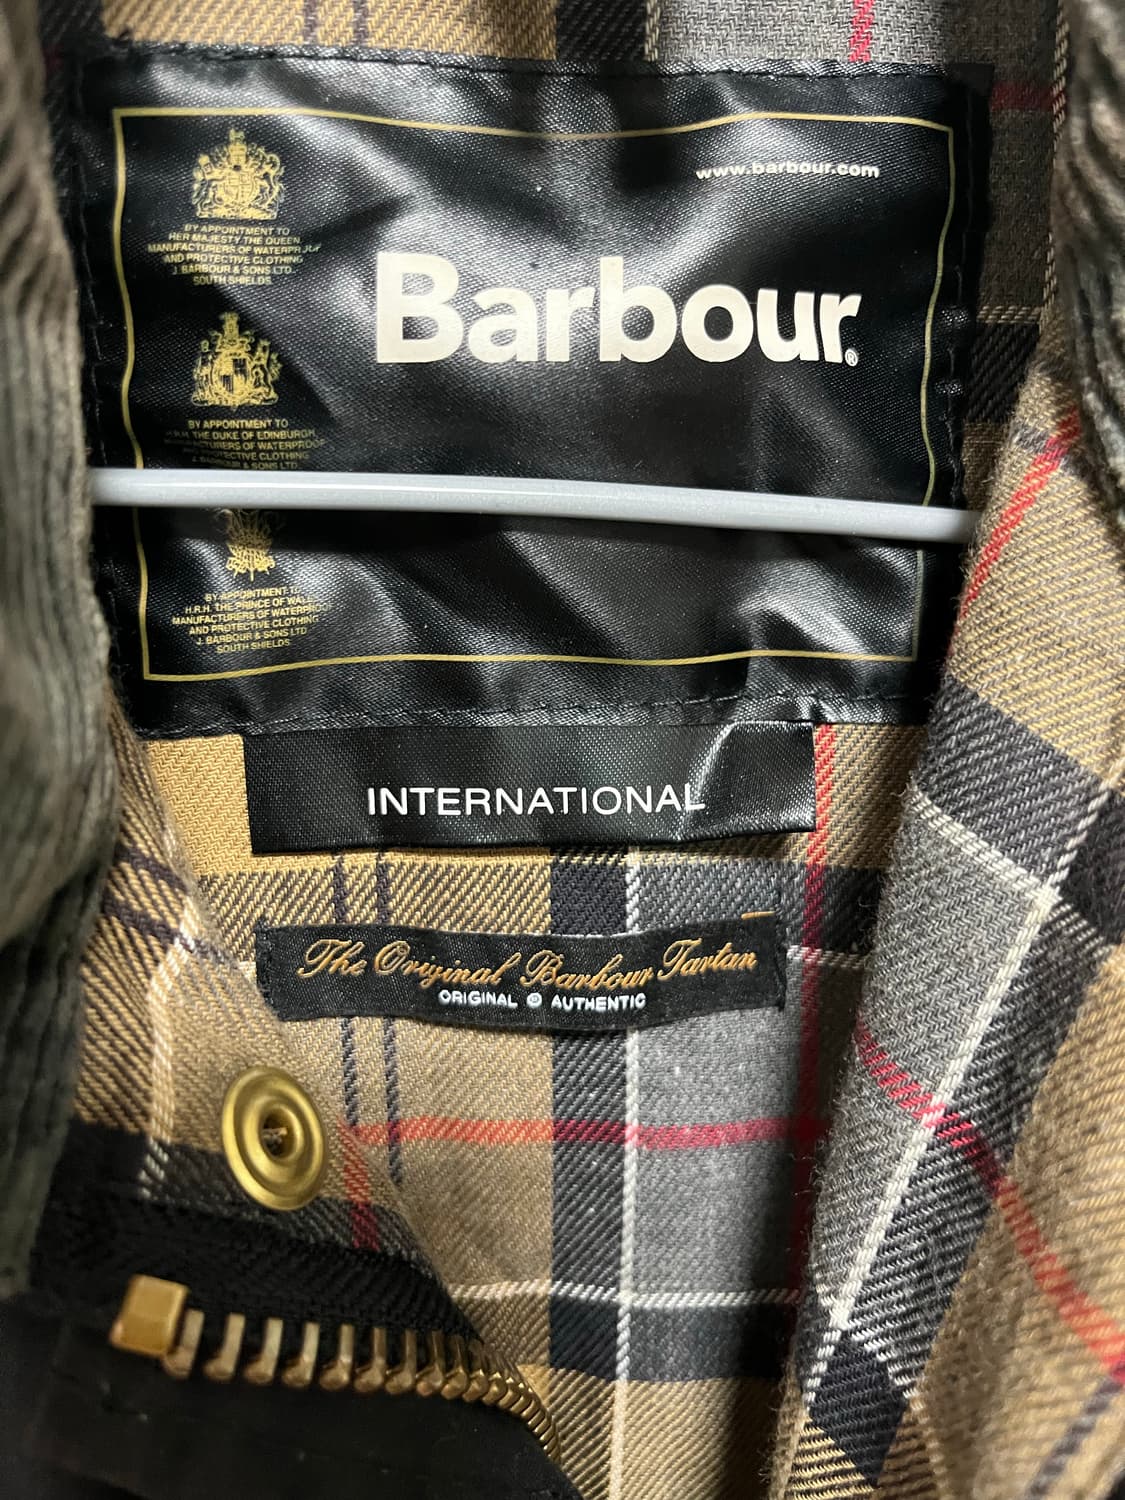 www.barbour.com
Barbour®
BY APPOINTMENT TO
HER MAJESTY THE QUEEN
MANUFACTURERS OF
AND PROTECTIVE CLOTHING
J. BARBOUR & SONS LTD.
SOUTH SHIELDS.
BY APPOINTMENT TO
H.R.H. THE DUKE OF EDINBURGH
MANUFACTURERS OF WATERPROOF
AND PROTECTIVE CLOTHING
J. BARBOUR & SONS LTD
BY APPOINTMENT
H.R.H. THE PRINCE OF
MANUFACTURERS OF WATERPROOF
AND PROTECTIVE CLOTHING
J. BARBOUR & SONS LTD
SOUTH SHIELDS.
INTERNATIONAL
The Original Barbour Tartan
ORIGINAL AUTHENTIC